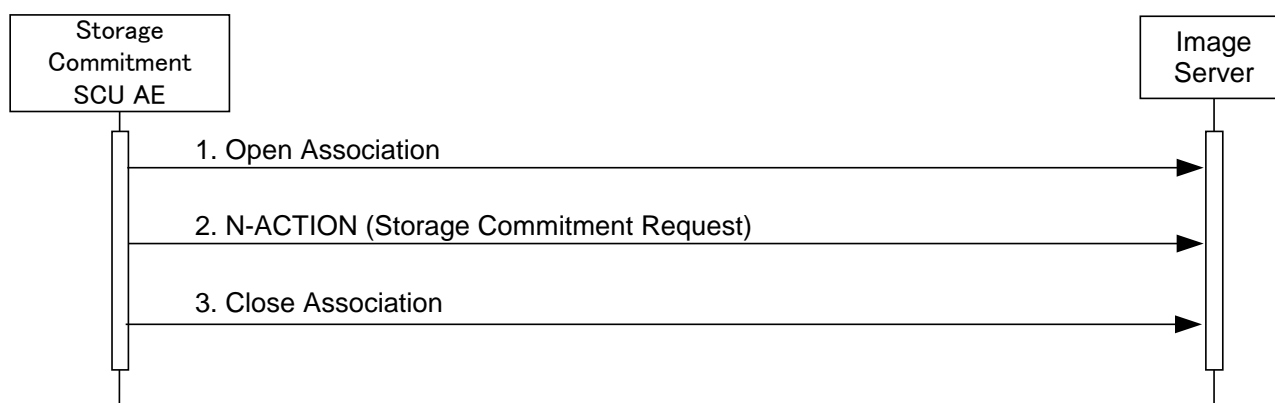 Storage
Commitment
SCU AE
Image
Server
1. Open Association
2. N-ACTION (Storage Commitment Request)
3. Close Association